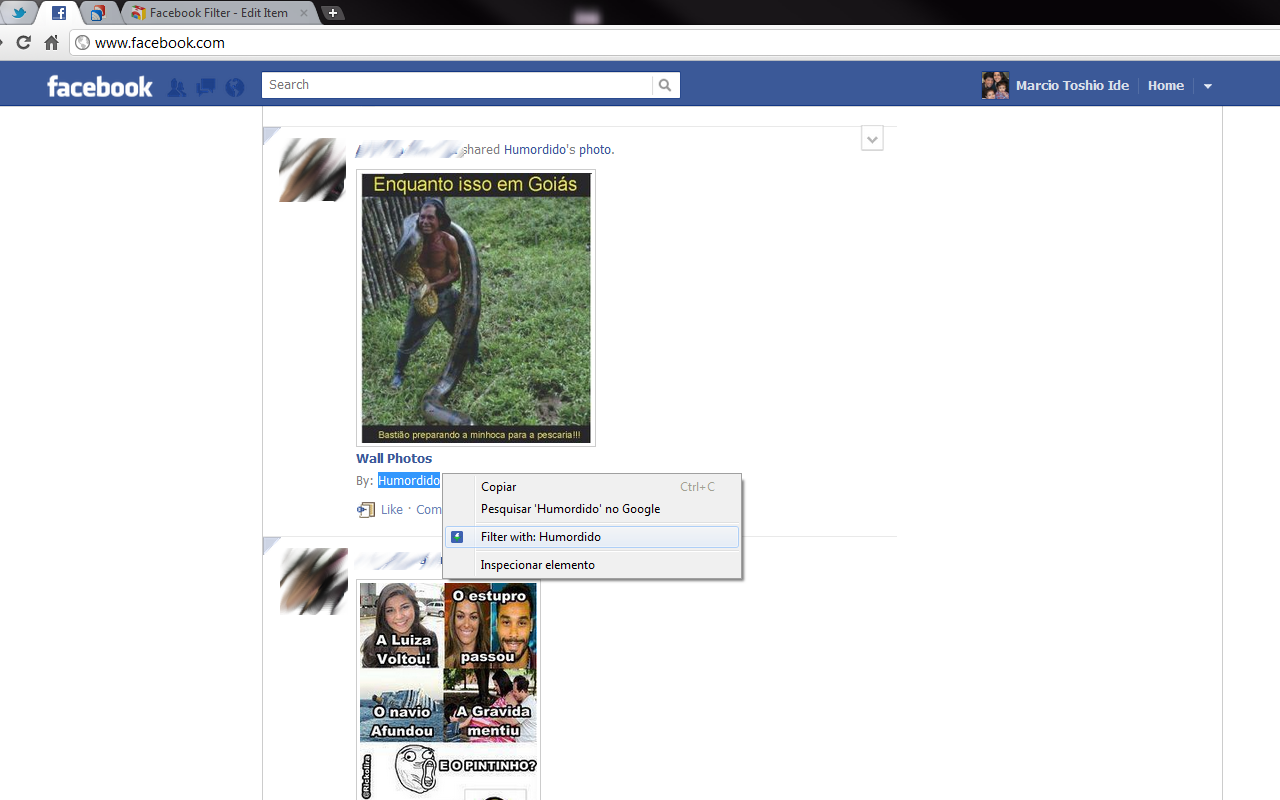 Facebook Filter - Edit Item
www.facebook.com
facebook
Search
Marcio Toshio Ide
Home
shared Humordido's photo.
Enquanto isso em Goiás
Bastião preparando a minhoca para a pescaria!!!
Wall Photos
By: Humordido
Like · Com
Copiar Ctrl+C
Pesquisar 'Humordido' no Google
Filter with: Humordido
Inspecionar elemento
A Luiza
Voltou!
O estupro
passou
O navio
Afundou
A Gravida
mentiu
E O PINTINHO?
@Rickolira